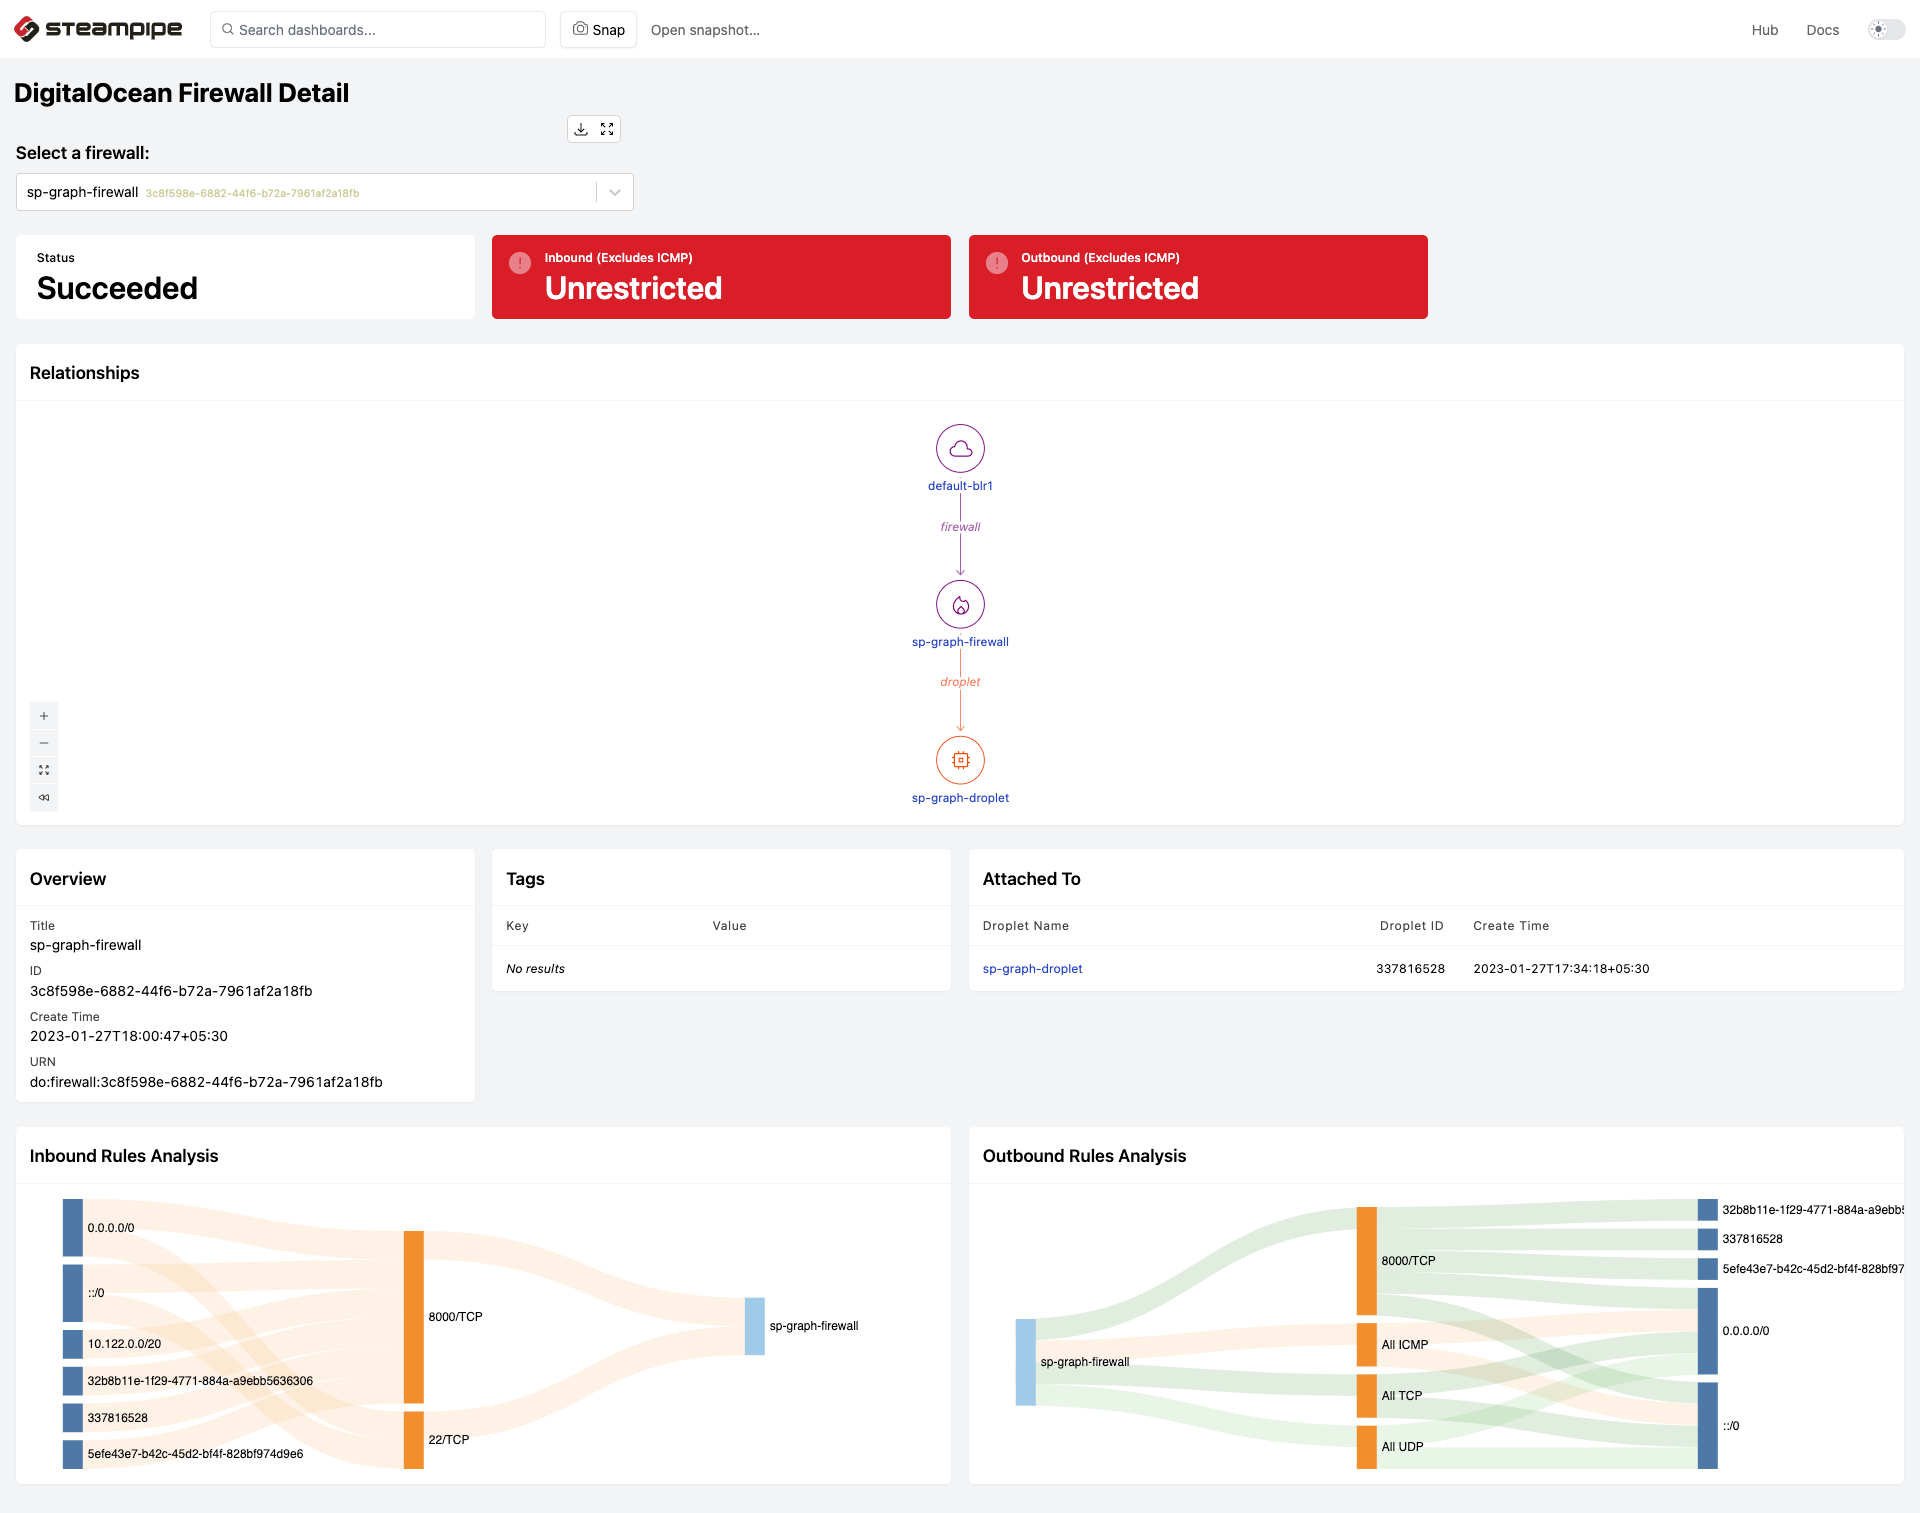 steampipe
Search dashboards...
Snap
Open snapshot...
Hub
Docs
DigitalOcean Firewall Detail
Select a firewall:
sp-graph-firewall 3c8f598e-6882-44f6-b72a-7961af2a18fb
Status
Succeeded
Inbound (Excludes ICMP)
Unrestricted
Outbound (Excludes ICMP)
Unrestricted
Relationships
default-blr1
firewall
sp-graph-firewall
droplet
sp-graph-droplet
Overview
Title
sp-graph-firewall
ID
3c8f598e-6882-44f6-b72a-7961af2a18fb
Create Time
2023-01-27T18:00:47+05:30
URN
do:firewall:3c8f598e-6882-44f6-b72a-7961af2a18fb
Tags
Key Value
No results
Attached To
Droplet Name Droplet ID Create Time
sp-graph-droplet 337816528 2023-01-27T17:34:18+05:30
Inbound Rules Analysis
0.0.0.0/0
::/0
10.122.0.0/20
32b8b11e-1f29-4771-884a-a9ebb5636306
337816528
5efe43e7-b42c-45d2-bf4f-828bf974d9e6
8000/TCP
22/TCP
sp-graph-firewall
Outbound Rules Analysis
sp-graph-firewall
8000/TCP
All ICMP
All TCP
All UDP
32b8b11e-1f29-4771-884a-a9ebb5
337816528
5efe43e7-b42c-45d2-bf4f-828bf97
0.0.0.0/0
::/0